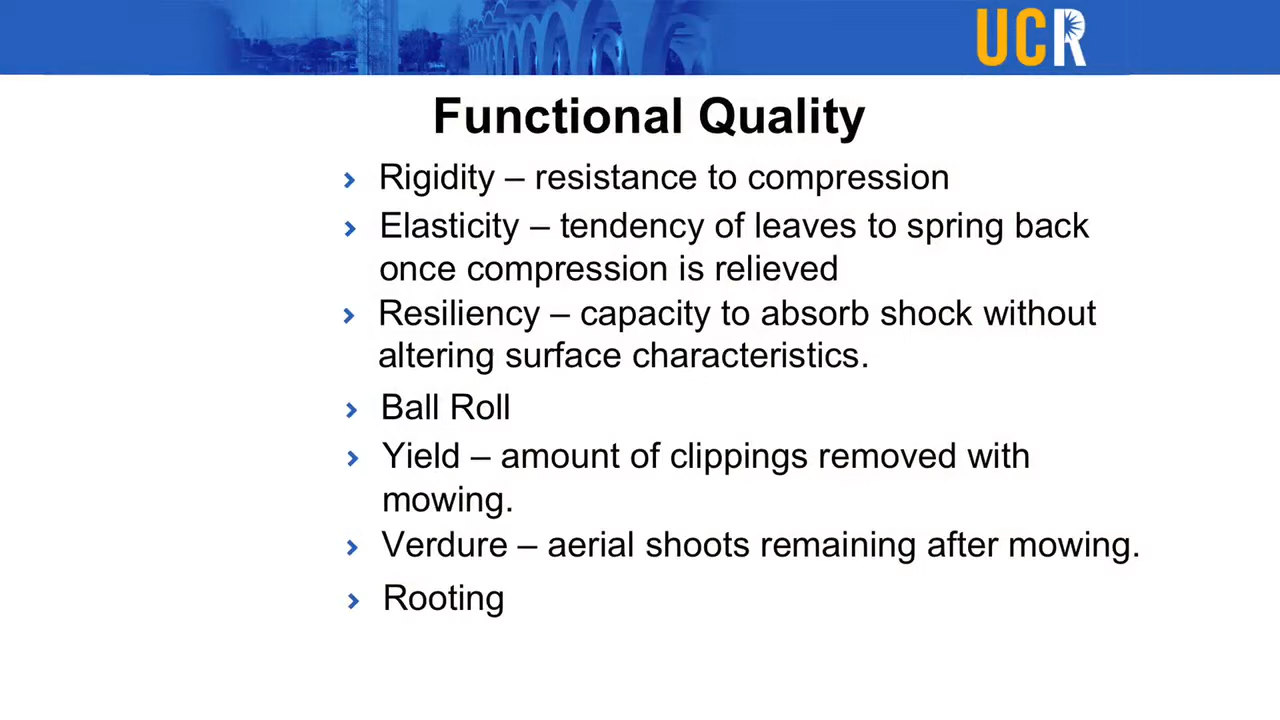 UCR
Functional Quality
Rigidity – resistance to compression
Elasticity – tendency of leaves to spring back
once compression is relieved
Resiliency – capacity to absorb shock without
altering surface characteristics.
Ball Roll
Yield – amount of clippings removed with
mowing.
Verdure – aerial shoots remaining after mowing.
Rooting